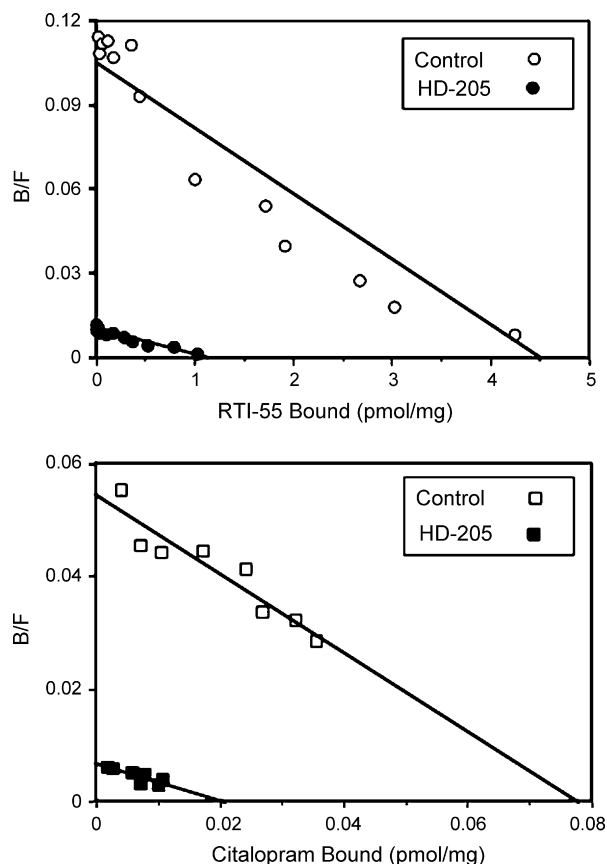 0.12
0.09
0.06
0.03
0
B/F
Control
HD-205
0 1 2 3 4 5
RTI-55 Bound (pmol/mg)
0.06
0.04
0.02
0
B/F
Control
HD-205
0 0.02 0.04 0.06 0.08
Citalopram Bound (pmol/mg)